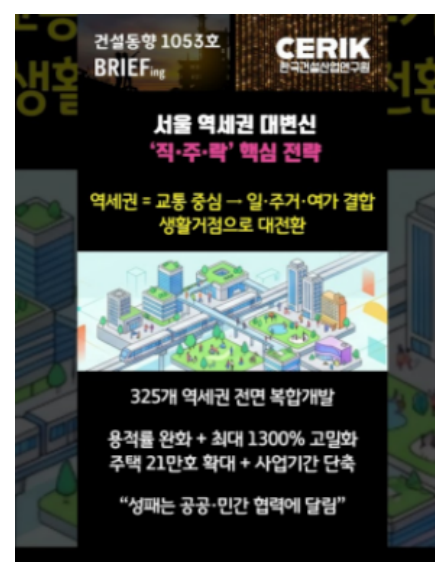 건설동향 1053호
BRIEFing
CERIK
한국건설산업연구원
서울 역세권 대변신
‘직·주·락’ 핵심 전략
역세권 = 교통 중심 → 일·주거·여가 결합
생활거점으로 대전환
325개 역세권 전면 복합개발
용적률 완화 + 최대 1300% 고밀화
주택 21만호 확대 + 사업기간 단축
“성패는 공공·민간 협력에 달림”